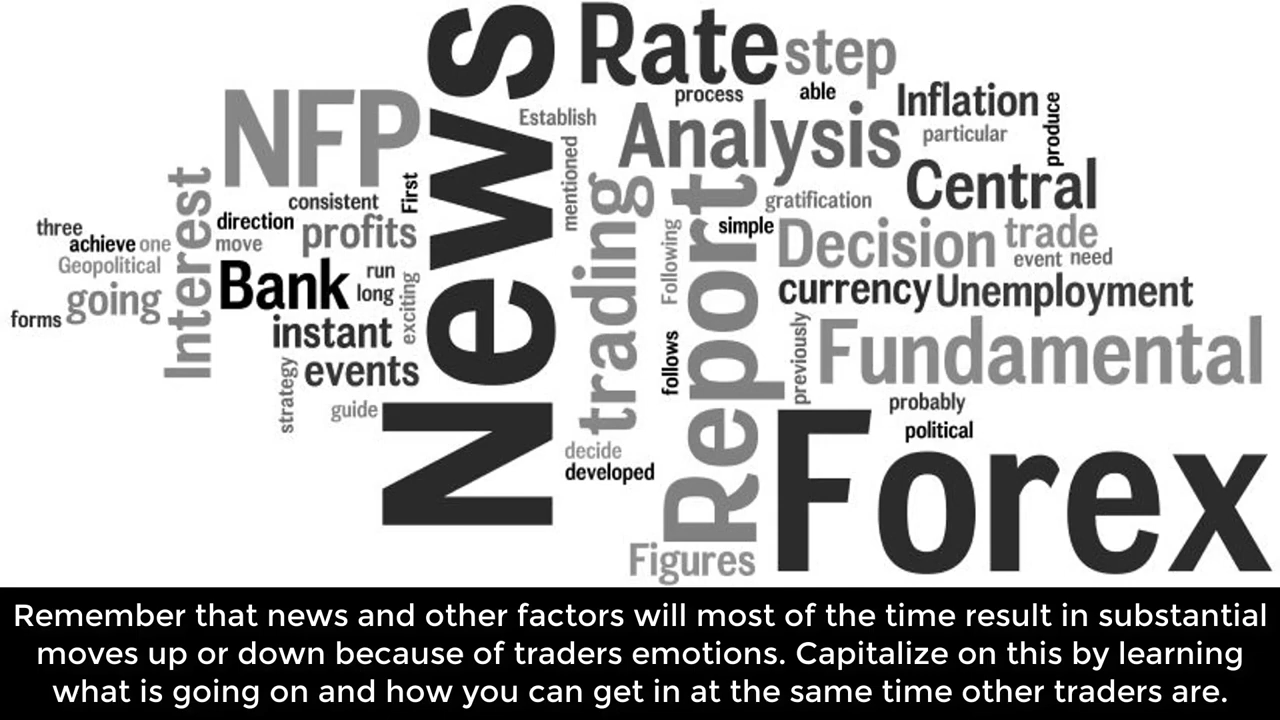 News
Rate
step
process
able
Inflation
NFP
Establish
Analysis
particular
produce
Interest
consistent
First
mentioned
trading
Report
gratification
Central
three
achieve
one
direction
move
profits
Following
simple
Decision
trade
event
need
Geopolitical
going
forms
Bank
run
long
exciting
currency
Unemployment
instant
events
strategy
guide
follows
previously
Fundamental
probably
political
decide
developed
Figures
Forex
Remember that news and other factors will most of the time result in substantial
moves up or down because of traders emotions. Capitalize on this by learning
what is going on and how you can get in at the same time other traders are.